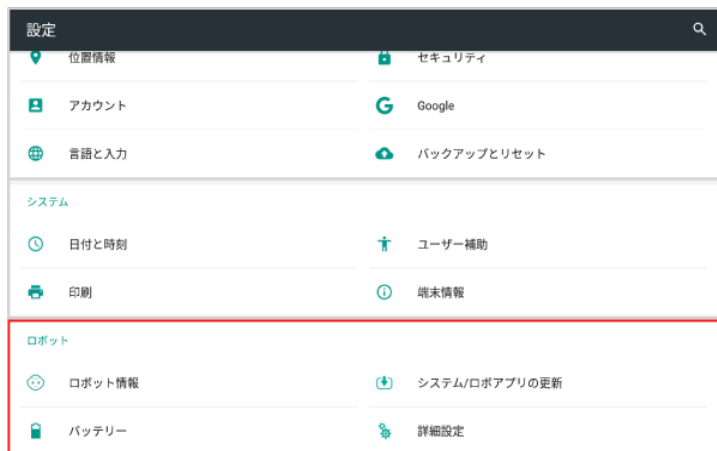 設定
位置情報 セキュリティ
アカウント Google
言語と入力 バックアップとリセット
システム
日付と時刻 ユーザー補助
印刷 端末情報
ロボット
ロボット情報 システム/ロボアプリの更新
バッテリー 詳細設定